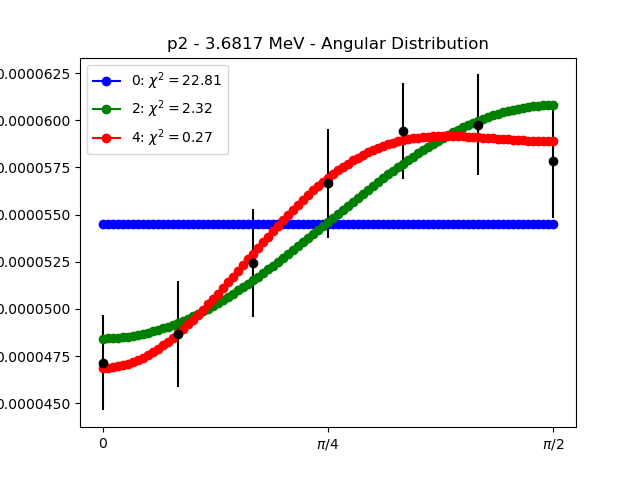 p2 - 3.6817 MeV - Angular Distribution
0: χ² = 22.81
2: χ² = 2.32
4: χ² = 0.27
0.0000625
0.0000600
0.0000575
0.0000550
0.0000525
0.0000500
0.0000475
0.0000450
0 π/4 π/2